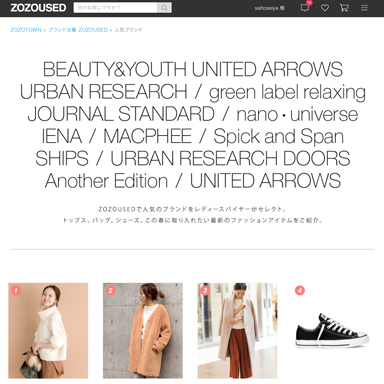 ZOZOUSED
何がお探しですか?
saitoseiya 様
ZOZOTOWN > ブランド古着 ZOZOUSED > 人気ブランド
BEAUTY&YOUTH UNITED ARROWS
URBAN RESEARCH / green label relaxing
JOURNAL STANDARD / nano・universe
IENA / MACPHEE / Spick and Span
SHIPS / URBAN RESEARCH DOORS
Another Edition / UNITED ARROWS
ZOZOUSEDで人気のブランドをレディースバイヤーがセレクト。
トップス、バッグ、シューズ、この春に取り入れたい最新のファッションアイテムをご紹介。
1
2
3
4